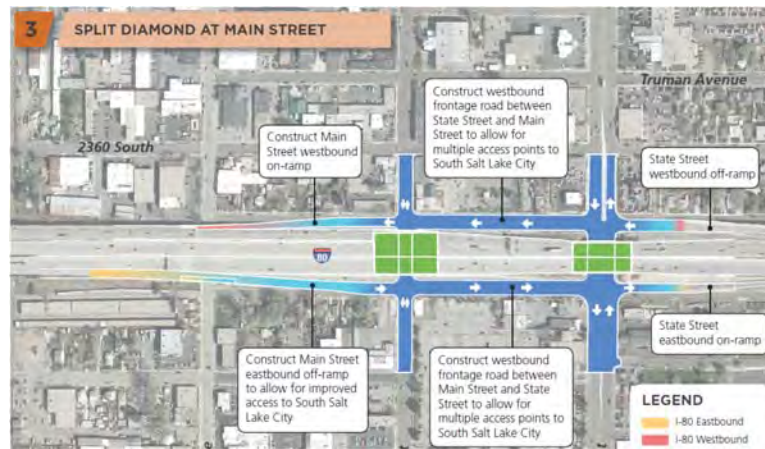 3 SPLIT DIAMOND AT MAIN STREET
Truman Avenue
2360 South
Construct Main
Street westbound
on-ramp
Construct westbound
frontage road between
State Street and Main
Street to allow for
multiple access points to
South Salt Lake City
State Street
westbound off-ramp
80
Construct Main Street
eastbound off-ramp
to allow for improved
access to South Salt
Lake City
Construct westbound
frontage road between
Main Street and State
Street to allow for
multiple access points to
South Salt Lake City
State Street
eastbound on-ramp
LEGEND
I-80 Eastbound
I-80 Westbound